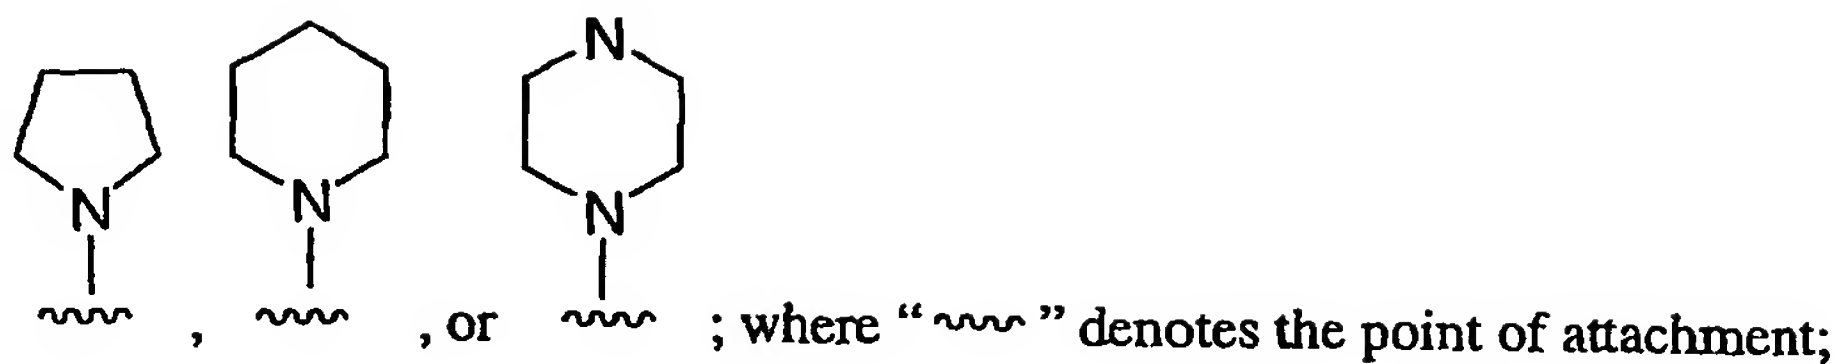 N
N N N
, , or ; where “ ” denotes the point of attachment;